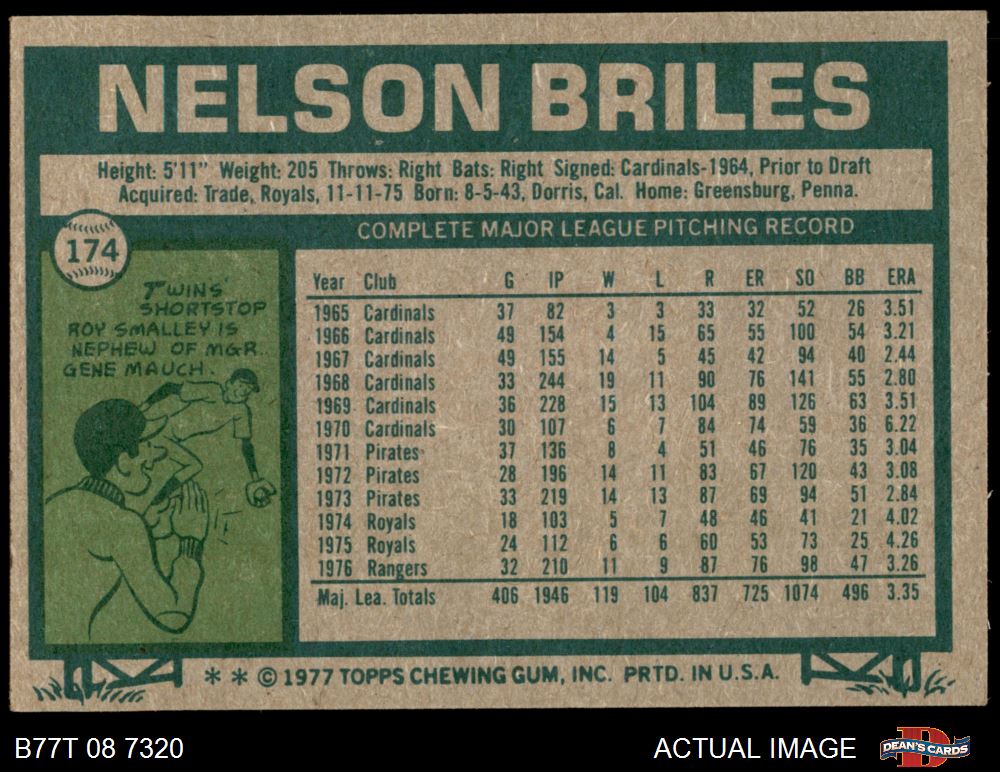 NELSON BRILES
Height: 5'11" Weight: 205 Throws: Right Bats: Right Signed: Cardinals-1964, Prior to Draft
Acquired: Trade, Royals, 11-11-75 Born: 8-5-43, Dorris, Cal. Home: Greensburg, Penna.
174
TWINS'
SHORTSTOP
ROY SMALLEY IS
NEPHEW OF MGR.
GENE MAUCH.
COMPLETE MAJOR LEAGUE PITCHING RECORD
Year Club G IP W L R ER SO BB ERA
1965 Cardinals 37 82 3 3 33 32 52 26 3.51
1966 Cardinals 49 154 4 15 65 55 100 54 3.21
1967 Cardinals 49 155 14 5 45 42 94 40 2.44
1968 Cardinals 33 244 19 11 90 76 141 55 2.80
1969 Cardinals 36 228 15 13 104 89 126 63 3.51
1970 Cardinals 30 107 6 7 84 74 59 36 6.22
1971 Pirates 37 136 8 4 51 46 76 35 3.04
1972 Pirates 28 196 14 11 83 67 120 43 3.08
1973 Pirates 33 219 14 13 87 69 94 51 2.84
1974 Royals 18 103 5 7 48 46 41 21 4.02
1975 Royals 24 112 6 6 60 53 73 25 4.26
1976 Rangers 32 210 11 9 87 76 98 47 3.26
Maj. Lea. Totals 406 1946 119 104 837 725 1074 496 3.35
* * © 1977 TOPPS CHEWING GUM, INC. PRTD. IN U.S.A.
B77T 08 7320
ACTUAL IMAGE
DEAN'S CARDS